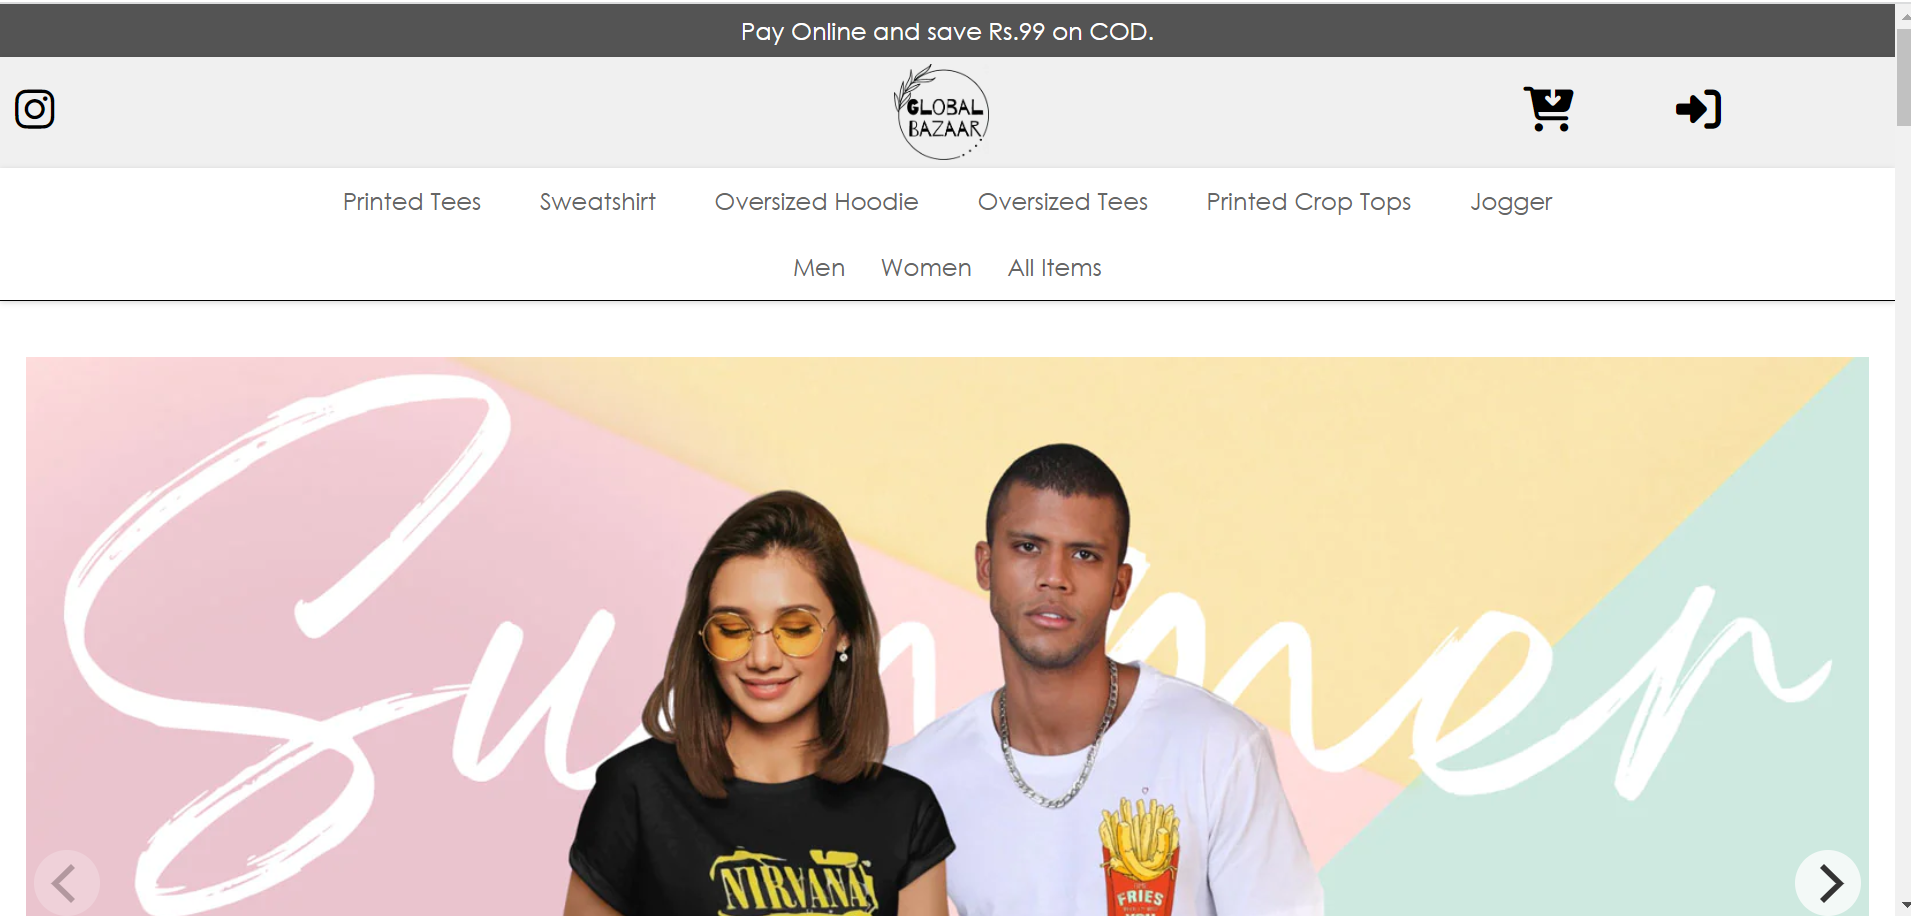 Pay Online and save Rs.99 on COD.
GLOBAL
BAZAAR
Printed Tees Sweatshirt Oversized Hoodie Oversized Tees Printed Crop Tops Jogger
Men Women All Items
Summer
NIRVANA
FRIES